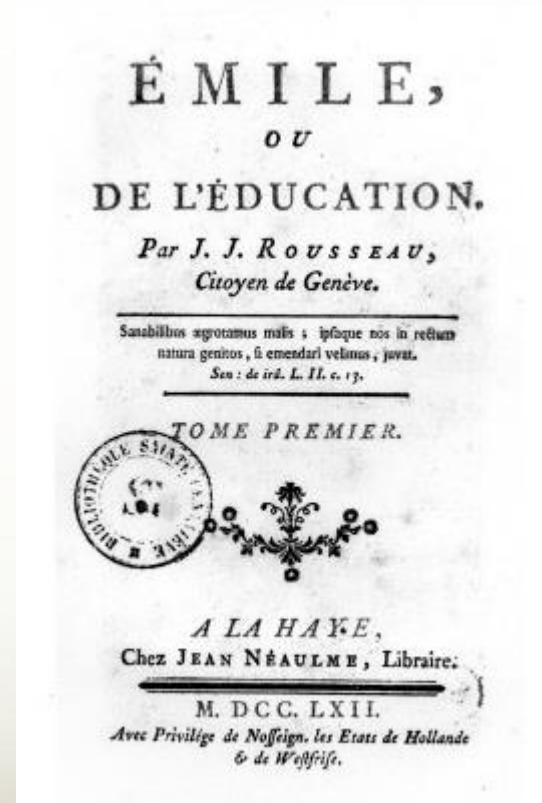 ÉMILE,
OU
DE L'ÉDUCATION.
Par J. J. ROUSSEAU,
Citoyen de Genève.
Sanabilibus ægrotamus malis ; ipſaque nos in rectum
natura genitos, ſi emendari velimus, juvat.
Sen : de irâ. L. II. c. 13.
TOME PREMIER.
BIBLIOTHÈQUE
A LA HAYE,
Chez JEAN NÉAULME, Libraire.
M. DCC. LXII.
Avec Privilége de Noſſeign. les Etats de Hollande
& de Weſtfriſe.